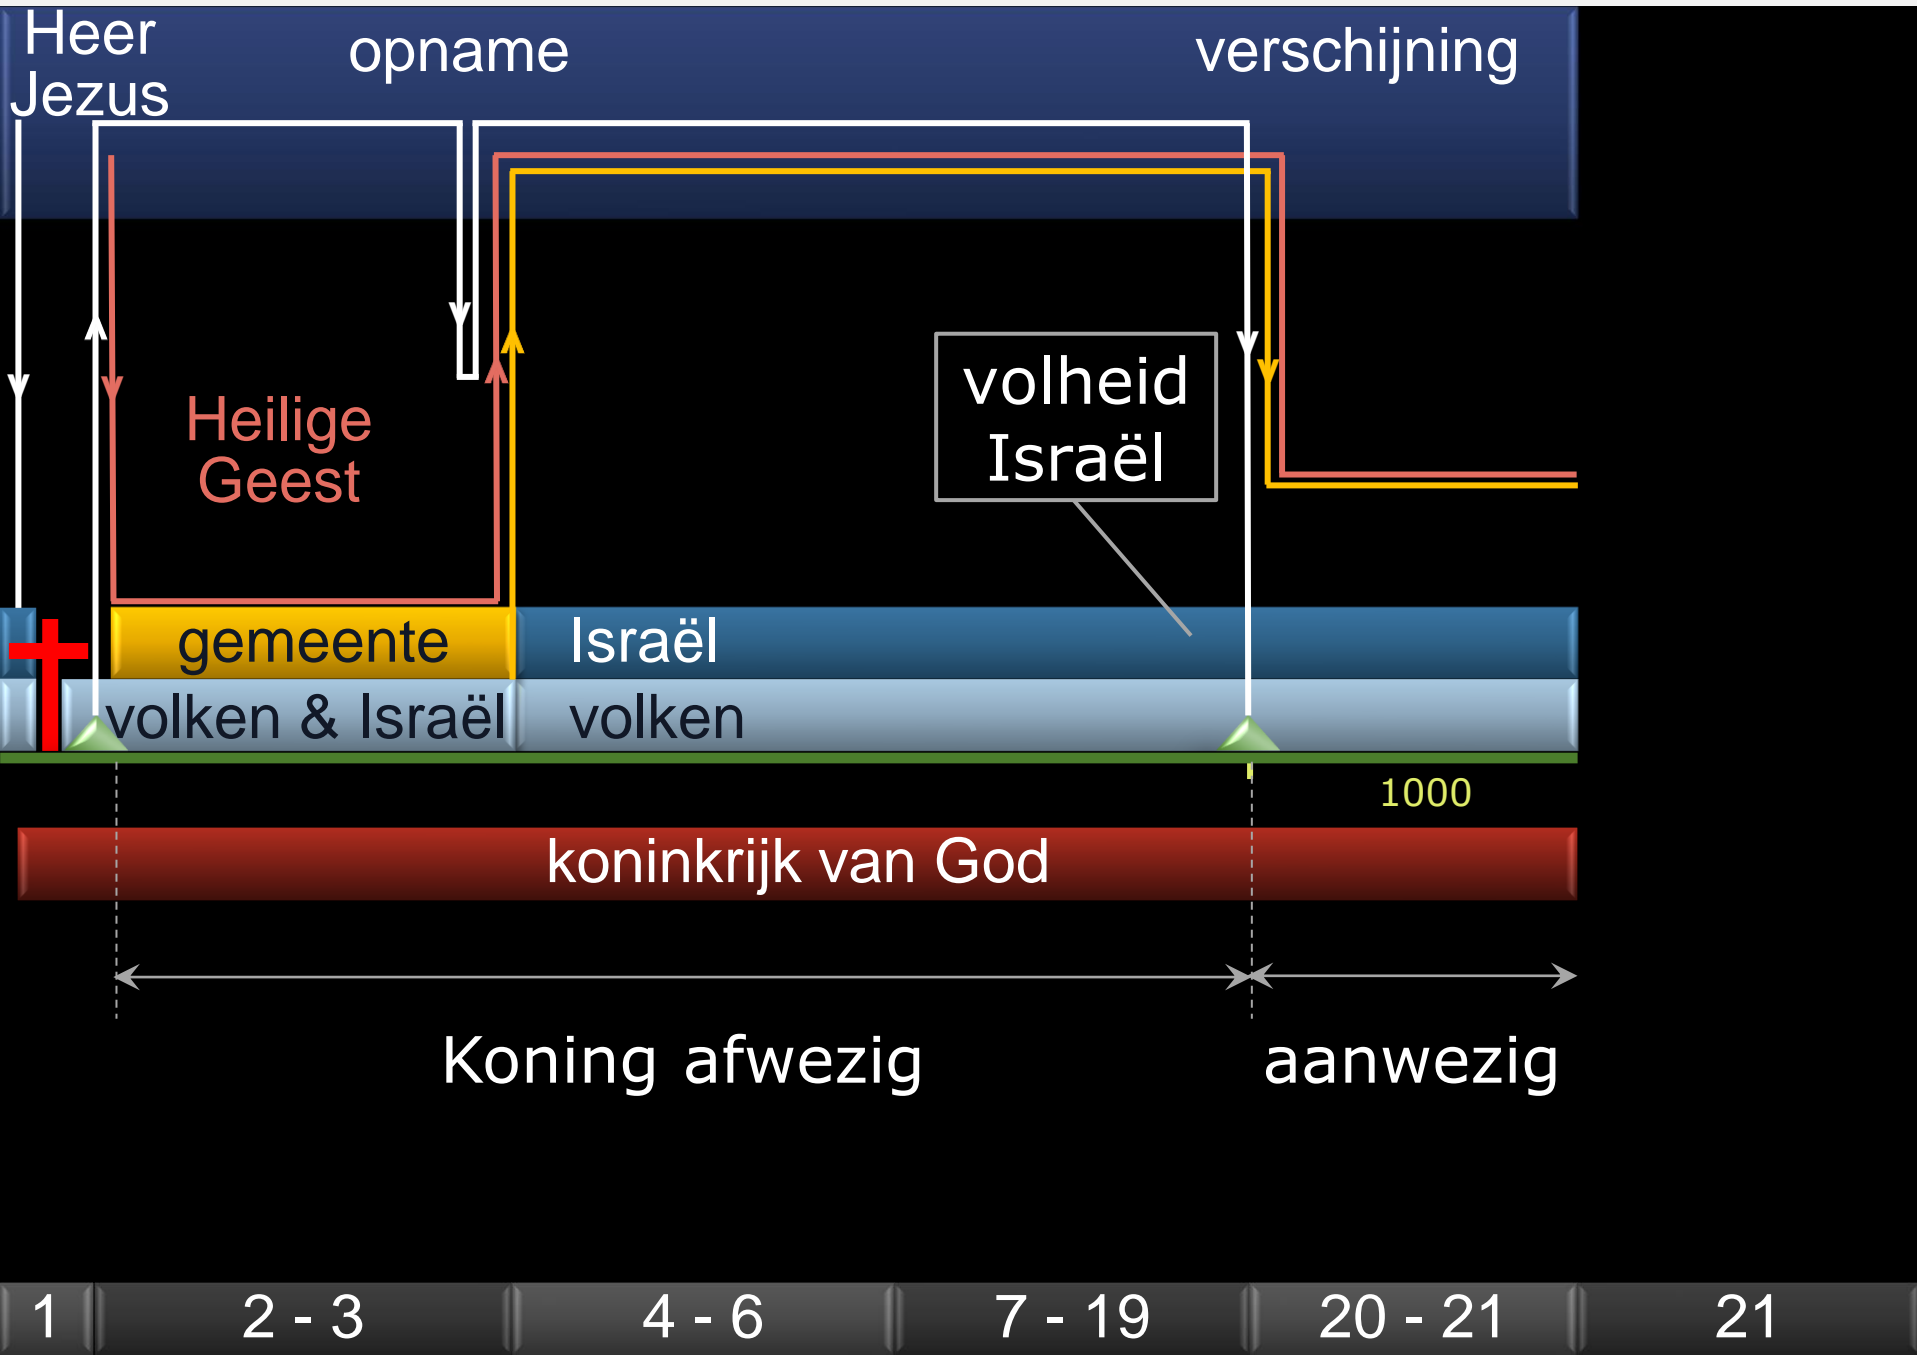 Heer
Jezus
opname
verschijning
Heilige
Geest
volheid
Israël
gemeente
Israël
volken & Israël
volken
1000
koninkrijk van God
Koning afwezig
aanwezig
1
2 - 3
4 - 6
7 - 19
20 - 21
21